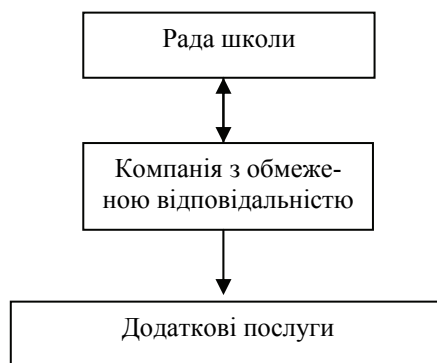 Рада школи
Компанія з обмеже-
ною відповідальністю
Додаткові послуги